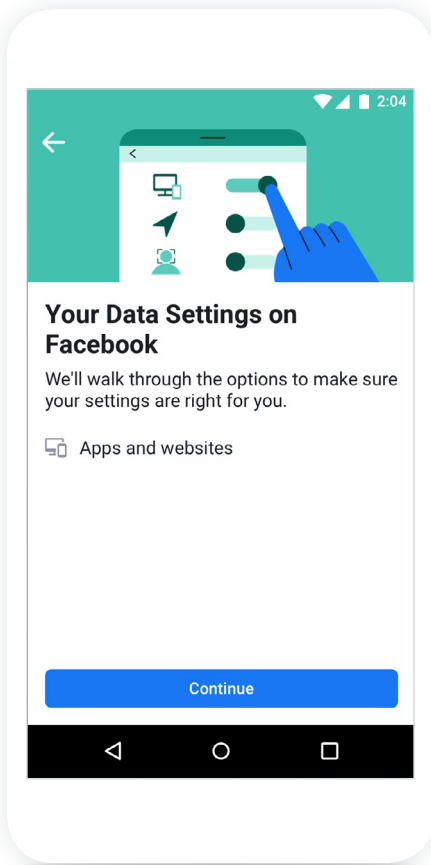 2:04
Your Data Settings on
Facebook
We'll walk through the options to make sure
your settings are right for you.
Apps and websites
Continue